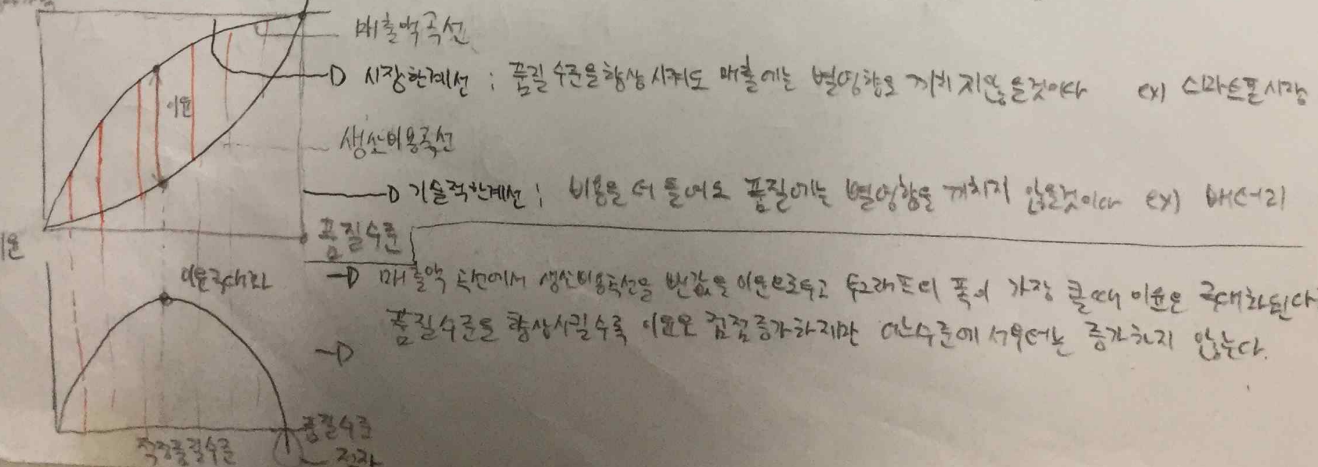 매출액곡선
시장한계선 : 품질 수준을 향상 시켜도 매출에는 별영향을 끼치지않을것이다 ex) 스마트폰시장
이윤
생산비용곡선
기술적한계선 ; 비용을 더 들여도 품질에는 별영향을 끼치지 않을것이다 ex) 배터리
품질수준
이윤
이윤극대화
매출액 곡선에서 생산비용곡선을 뺀값을 이윤으로두고 두그래프의 폭이 가장 클때 이윤은 극대화된다
품질수준을 향상시킬수록 이윤은 점점증가하지만 어느수준에서부터는 증가하지 않는다.
품질수준
적정품질수준
적자